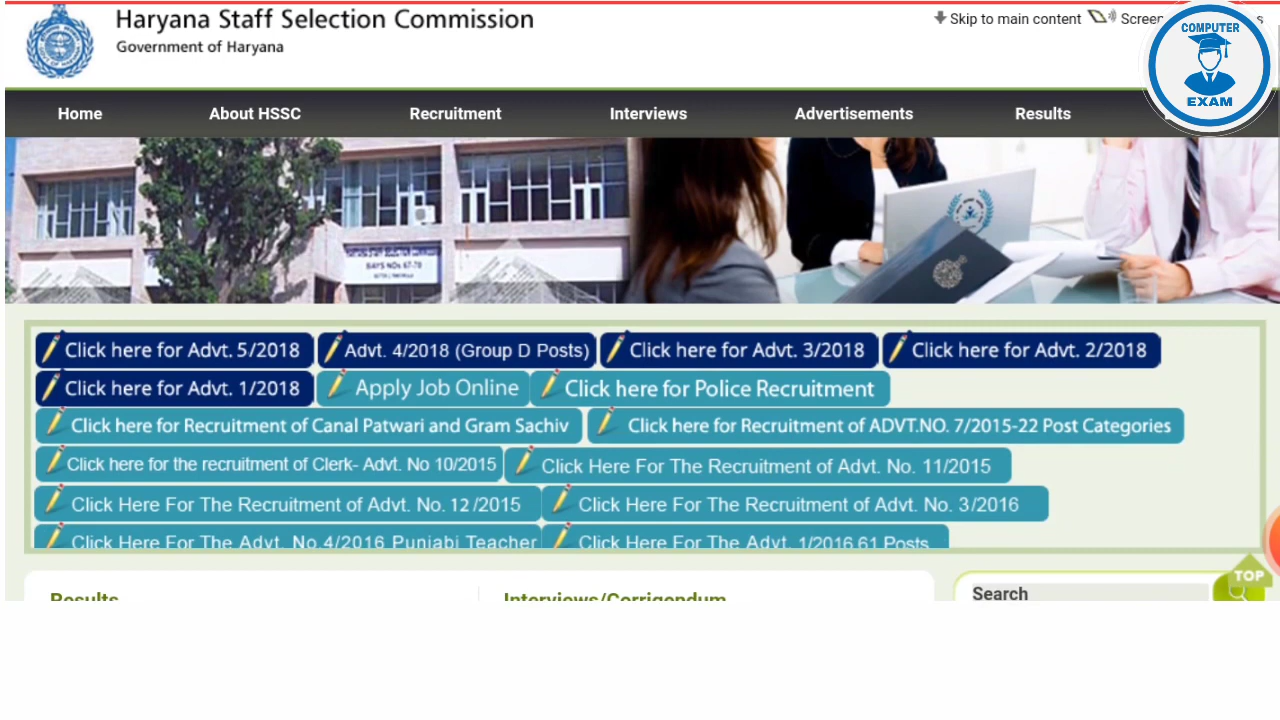 Haryana Staff Selection Commission
Government of Haryana
Skip to main content
COMPUTER
EXAM
Home About HSSC Recruitment Interviews Advertisements Results
BAYS NOs 67-70
Click here for Advt. 5/2018 Advt. 4/2018 (Group D Posts) Click here for Advt. 3/2018 Click here for Advt. 2/2018
Click here for Advt. 1/2018 Apply Job Online Click here for Police Recruitment
Click here for Recruitment of Canal Patwari and Gram Sachiv Click here for Recruitment of ADVT.NO. 7/2015-22 Post Categories
Click here for the recruitment of Clerk- Advt. No 10/2015 Click Here For The Recruitment of Advt. No. 11/2015
Click Here For The Recruitment of Advt. No. 12 /2015 Click Here For The Recruitment of Advt. No. 3/2016
Click Here For The Advt. No.4/2016 Punjabi Teacher Click Here For The Advt. 1/2016 61 Posts
TOP
Results Interviews/Corrigendum Search